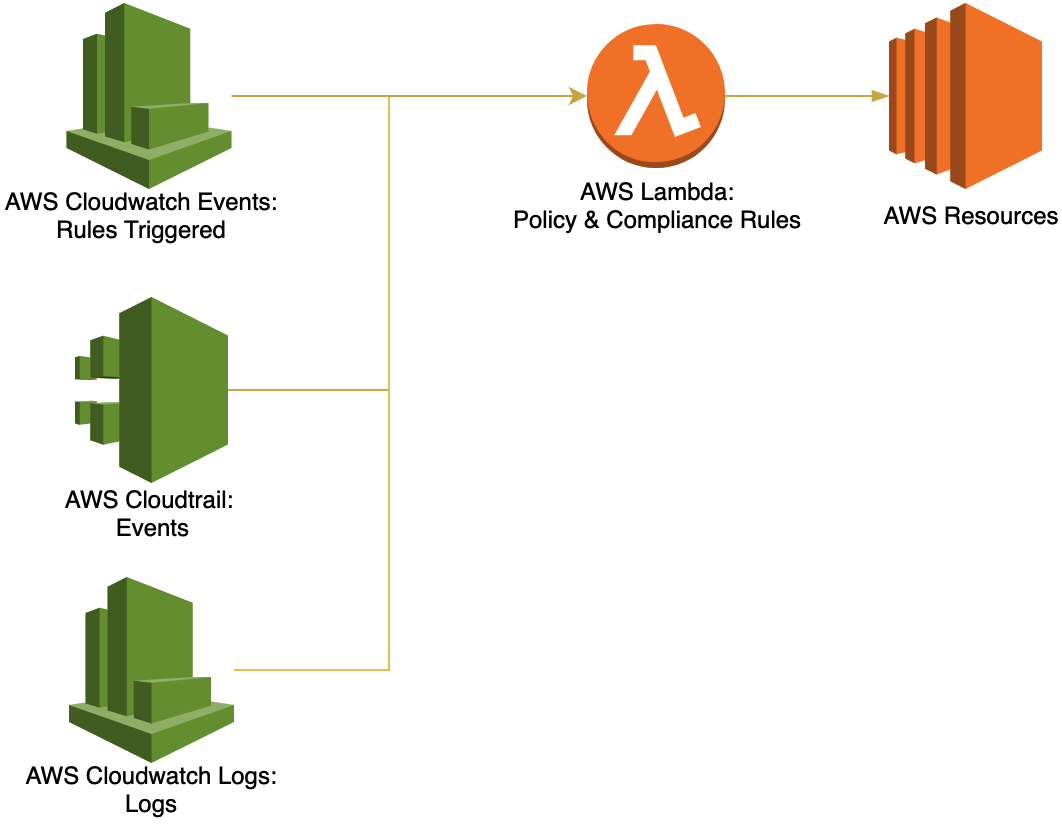 AWS Cloudwatch Events:
Rules Triggered
AWS Lambda:
Policy & Compliance Rules
AWS Resources
AWS Cloudtrail:
Events
AWS Cloudwatch Logs:
Logs